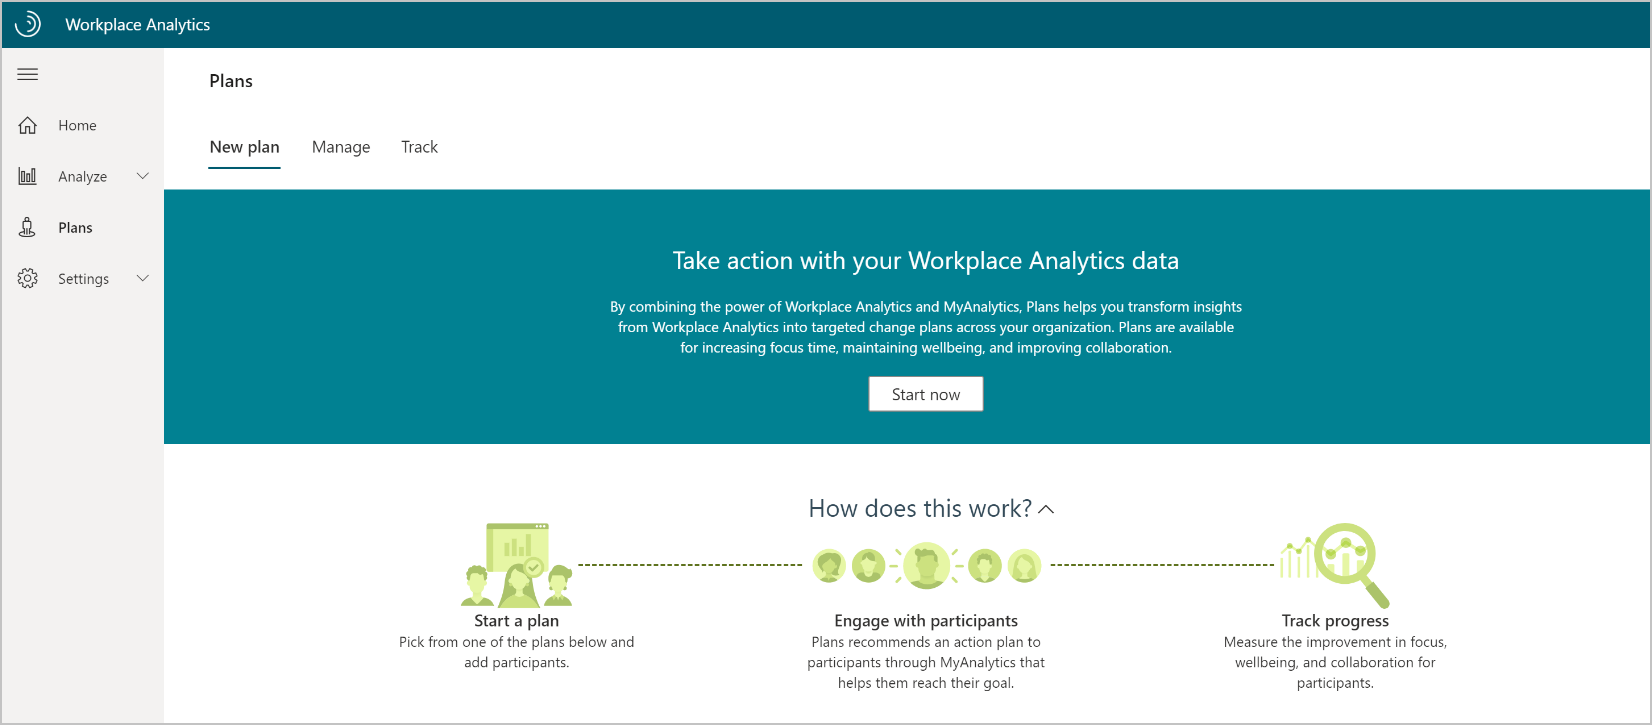 Workplace Analytics
Home
Analyze
Plans
Settings
Plans
New plan
Manage
Track
Take action with your Workplace Analytics data
By combining the power of Workplace Analytics and MyAnalytics, Plans helps you transform insights
from Workplace Analytics into targeted change plans across your organization. Plans are available
for increasing focus time, maintaining wellbeing, and improving collaboration.
Start now
How does this work?
Start a plan
Pick from one of the plans below and
add participants.
Engage with participants
Plans recommends an action plan to
participants through MyAnalytics that
helps them reach their goal.
Track progress
Measure the improvement in focus,
wellbeing, and collaboration for
participants.